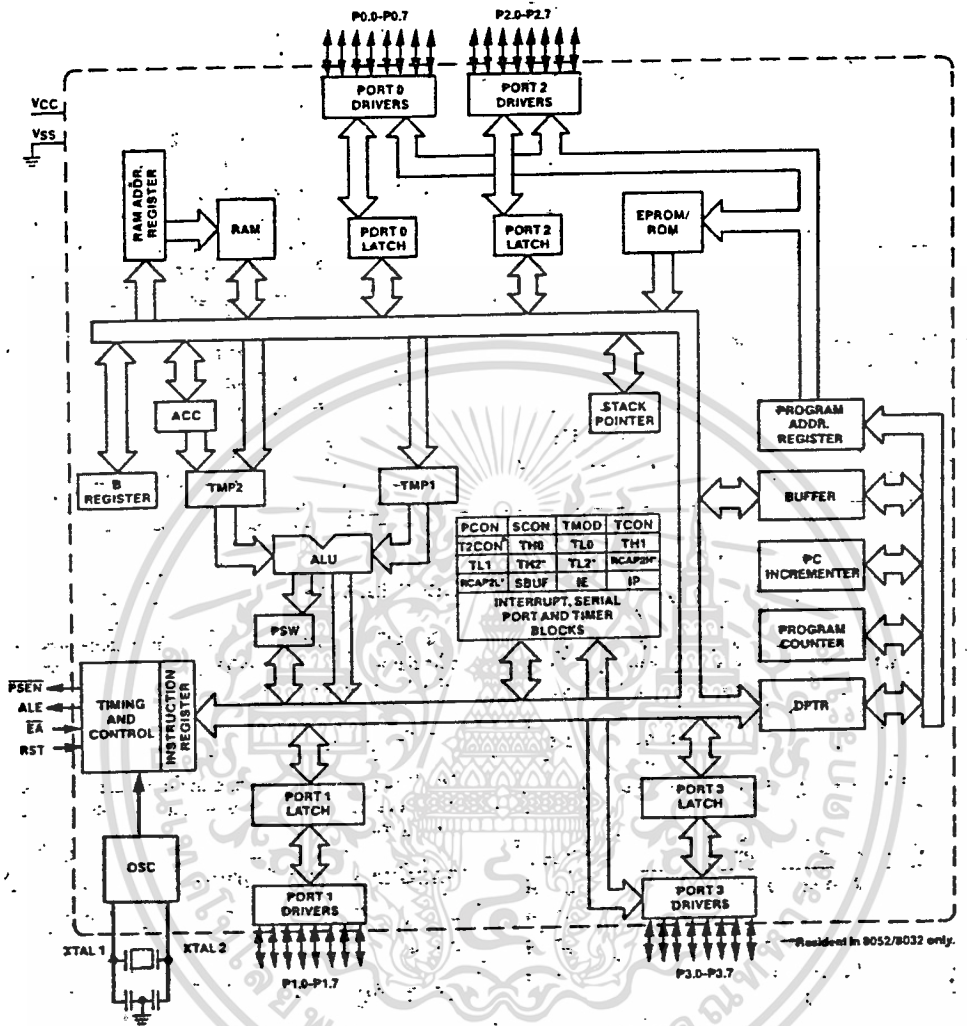 P0.0-P0.7
P2.0-P2.7
VCC
VSS
PORT 0
DRIVERS
PORT 2
DRIVERS
RAM ADDR.
REGISTER
RAM
PORT 0
LATCH
PORT 2
LATCH
EPROM/
ROM
ACC
STACK
POINTER
PROGRAM
ADDR.
REGISTER
B
REGISTER
TMP2
TMP1
BUFFER
PCON SCON TMOD TCON
T2CON* TH0 TL0 TH1
TL1 TH2* TL2* RCAP2H*
RCAP2L* SBUF IE IP
INTERRUPT, SERIAL
PORT AND TIMER
BLOCKS
ALU
PC
INCREMENTER
PSW
PROGRAM
COUNTER
PSEN
ALE
EA
RST
TIMING
AND
CONTROL
INSTRUCTION
REGISTER
DPTR
PORT 1
LATCH
PORT 3
LATCH
OSC
PORT 1
DRIVERS
PORT 3
DRIVERS
XTAL 1
XTAL 2
Resident in 8052/8032 only.
P1.0-P1.7
P3.0-P3.7